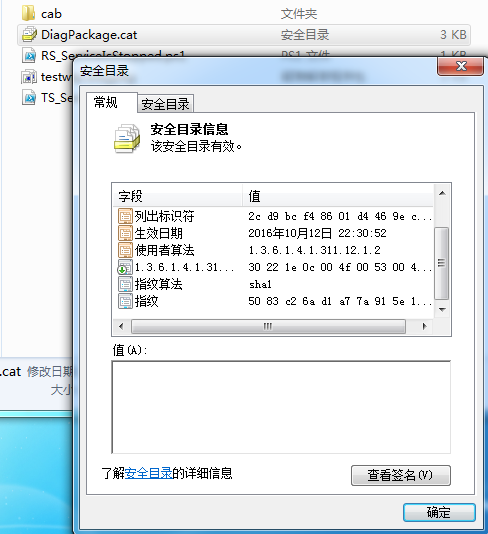 cab 文件夹
DiagPackage.cat 安全目录 3 KB
RS_ServiceIsStopped.ps1 PS1 文件 1 KB
testw
TS_Se
安全目录
常规 安全目录
安全目录信息
该安全目录有效。
字段 值
列出标识符 2c d9 bc f4 86 01 d4 46 9e c...
生效日期 2016年10月12日 22:30:52
使用者算法 1.3.6.1.4.1.311.12.1.2
1.3.6.1.4.1.31... 30 22 1e 0c 00 4f 00 53 00 4...
指纹算法 sha1
指纹 50 83 c2 6a d1 a7 7a 91 5e 1...
值(A):
.cat 修改日期
大小
了解安全目录的详细信息
查看签名(V)
确定